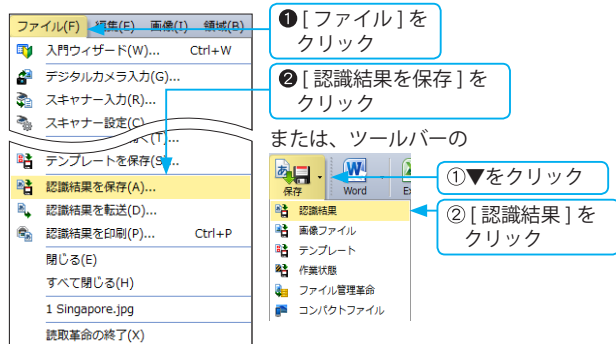 ファイル(F) 編集(E) 画像(I) 領域(B)
入門ウィザード(W)... Ctrl+W
デジタルカメラ入力(G)...
スキャナー入力(R)...
スキャナー設定(C)
く(T)...
テンプレートを保存(S)...
認識結果を保存(A)...
認識結果を転送(D)...
認識結果を印刷(P)... Ctrl+P
閉じる(E)
すべて閉じる(H)
1 Singapore.jpg
読取革命の終了(X)
❶[ファイル]を
クリック
❷[認識結果を保存]を
クリック
または、ツールバーの
保存 Word
認識結果
画像ファイル
テンプレート
作業状態
ファイル管理革命
コンパクトファイル
①▼をクリック
②[認識結果]を
クリック